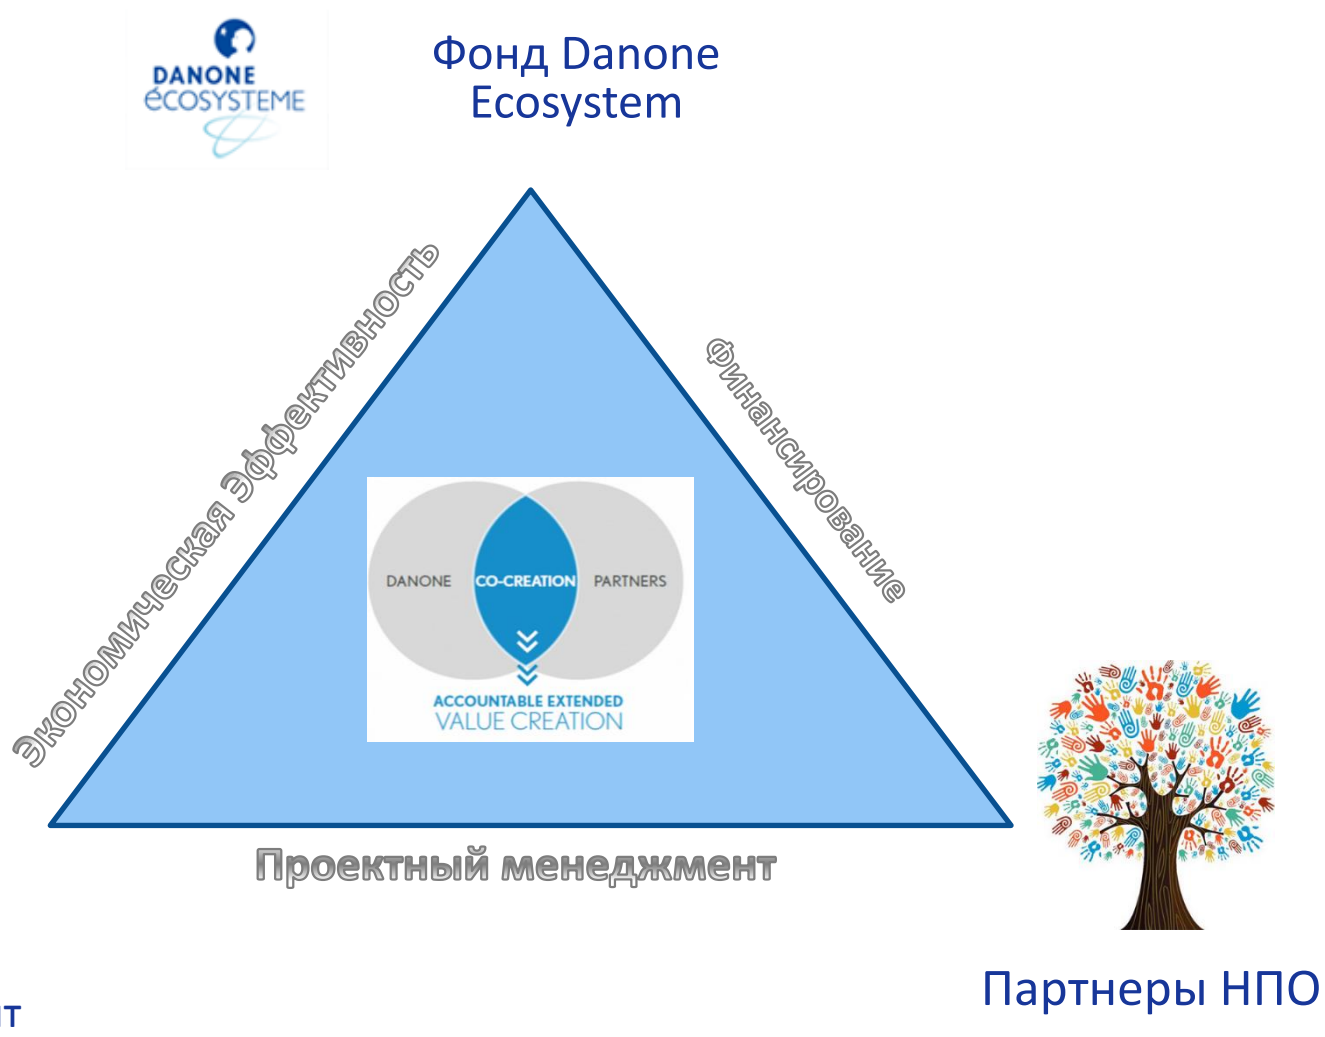 DANONE
éCOSYSTEME
Фонд Danone
Ecosystem
Экономическая Эффективность
Финансирование
DANONE
CO-CREATION
PARTNERS
ACCOUNTABLE EXTENDED
VALUE CREATION
Проектный менеджмент
Партнеры НПО